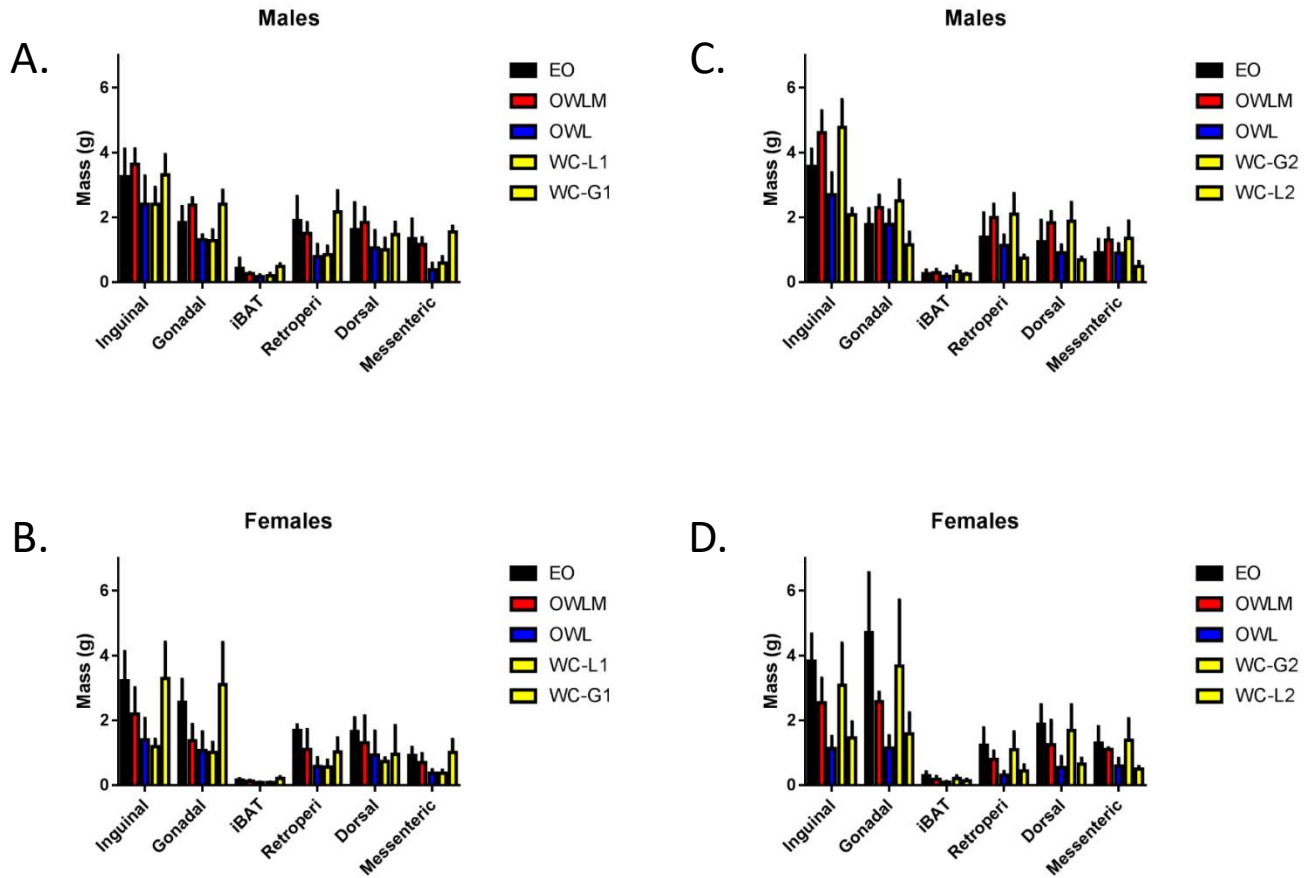 Males
A.
Mass (g)
6
4
2
0
EO
OWLM
OWL
WC-L1
WC-G1
Inguinal
Gonadal
iBAT
Retroperi
Dorsal
Messenteric
Males
C.
Mass (g)
6
4
2
0
EO
OWLM
OWL
WC-G2
WC-L2
Inguinal
Gonadal
iBAT
Retroperi
Dorsal
Messenteric
Females
B.
Mass (g)
6
4
2
0
EO
OWLM
OWL
WC-L1
WC-G1
Inguinal
Gonadal
iBAT
Retroperi
Dorsal
Messenteric
Females
D.
Mass (g)
6
4
2
0
EO
OWLM
OWL
WC-G2
WC-L2
Inguinal
Gonadal
iBAT
Retroperi
Dorsal
Messenteric